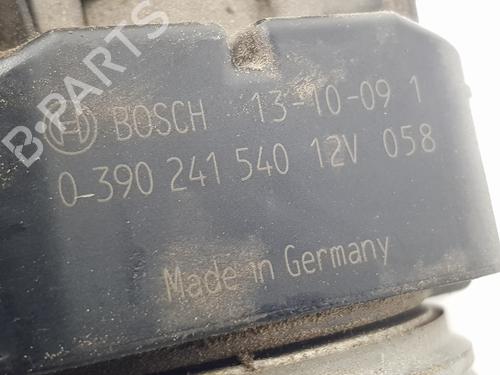 B-PARTS
BOSCH 13-10-09 1
0 390 241 540 12V 058
Made in Germany